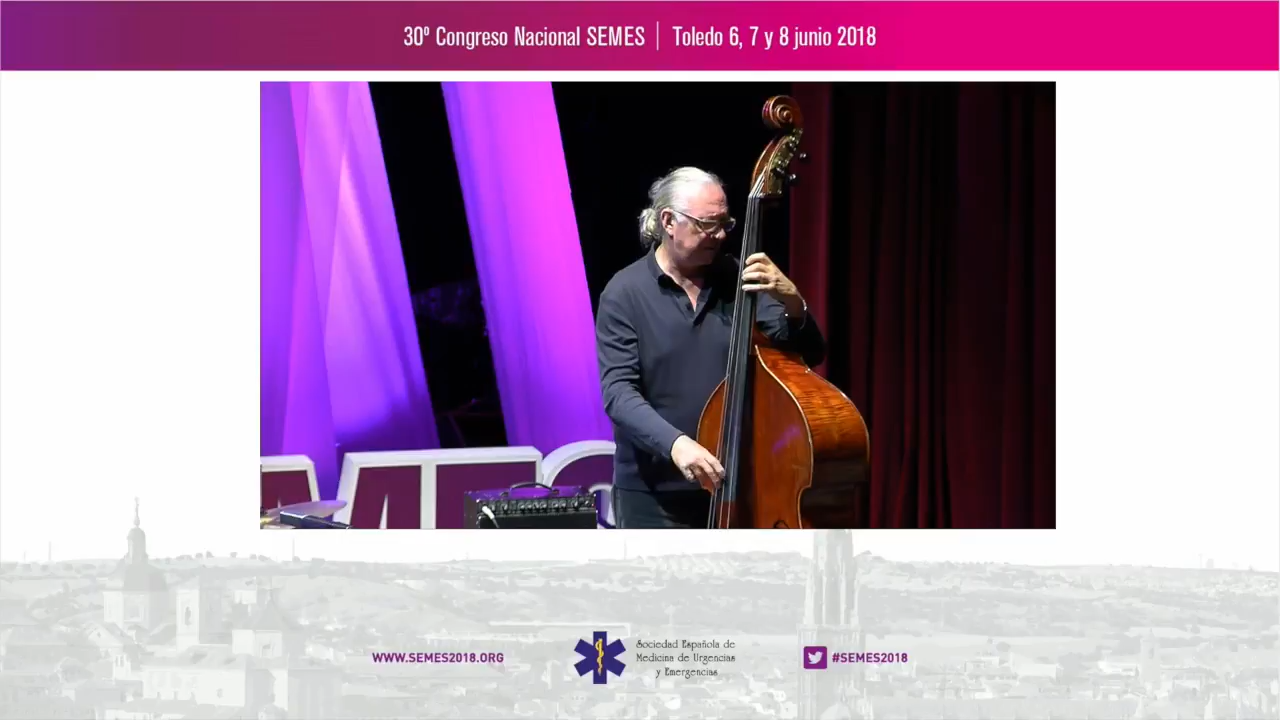 30º Congreso Nacional SEMES | Toledo 6, 7 y 8 junio 2018
WWW.SEMES2018.ORG
Sociedad Española de
Medicina de Urgencias
y Emergencias
#SEMES2018